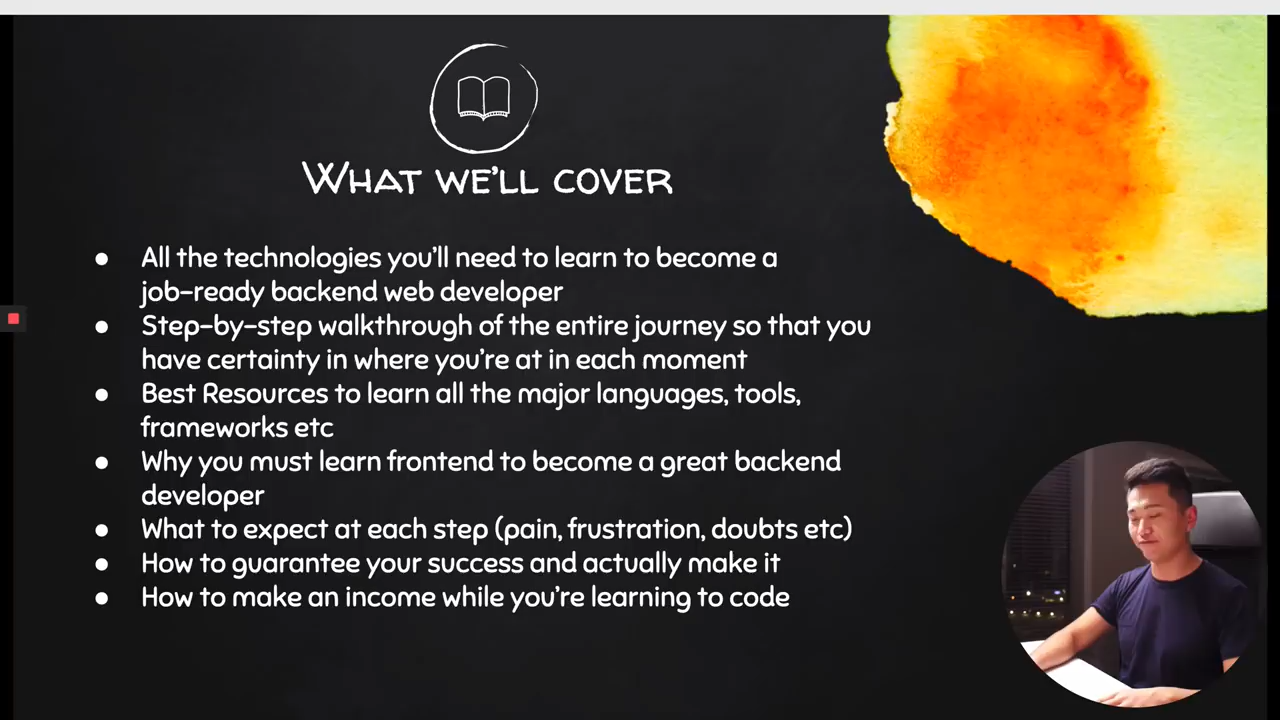 What we'll cover
● All the technologies you'll need to learn to become a
job-ready backend web developer
● Step-by-step walkthrough of the entire journey so that you
have certainty in where you're at in each moment
● Best Resources to learn all the major languages, tools,
frameworks etc
● Why you must learn frontend to become a great backend
developer
● What to expect at each step (pain, frustration, doubts etc)
● How to guarantee your success and actually make it
● How to make an income while you're learning to code